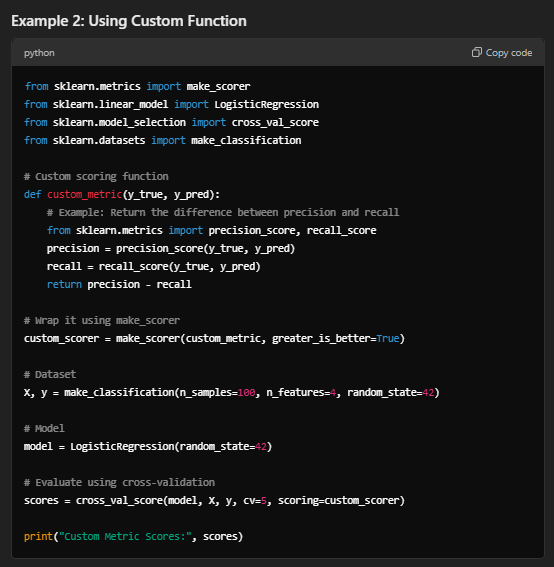 Example 2: Using Custom Function
python
Copy code
from sklearn.metrics import make_scorer
from sklearn.linear_model import LogisticRegression
from sklearn.model_selection import cross_val_score
from sklearn.datasets import make_classification
# Custom scoring function
def custom_metric(y_true, y_pred):
    # Example: Return the difference between precision and recall
    from sklearn.metrics import precision_score, recall_score
    precision = precision_score(y_true, y_pred)
    recall = recall_score(y_true, y_pred)
    return precision - recall
# Wrap it using make_scorer
custom_scorer = make_scorer(custom_metric, greater_is_better=True)
# Dataset
X, y = make_classification(n_samples=100, n_features=4, random_state=42)
# Model
model = LogisticRegression(random_state=42)
# Evaluate using cross-validation
scores = cross_val_score(model, X, y, cv=5, scoring=custom_scorer)
print("Custom Metric Scores:", scores)